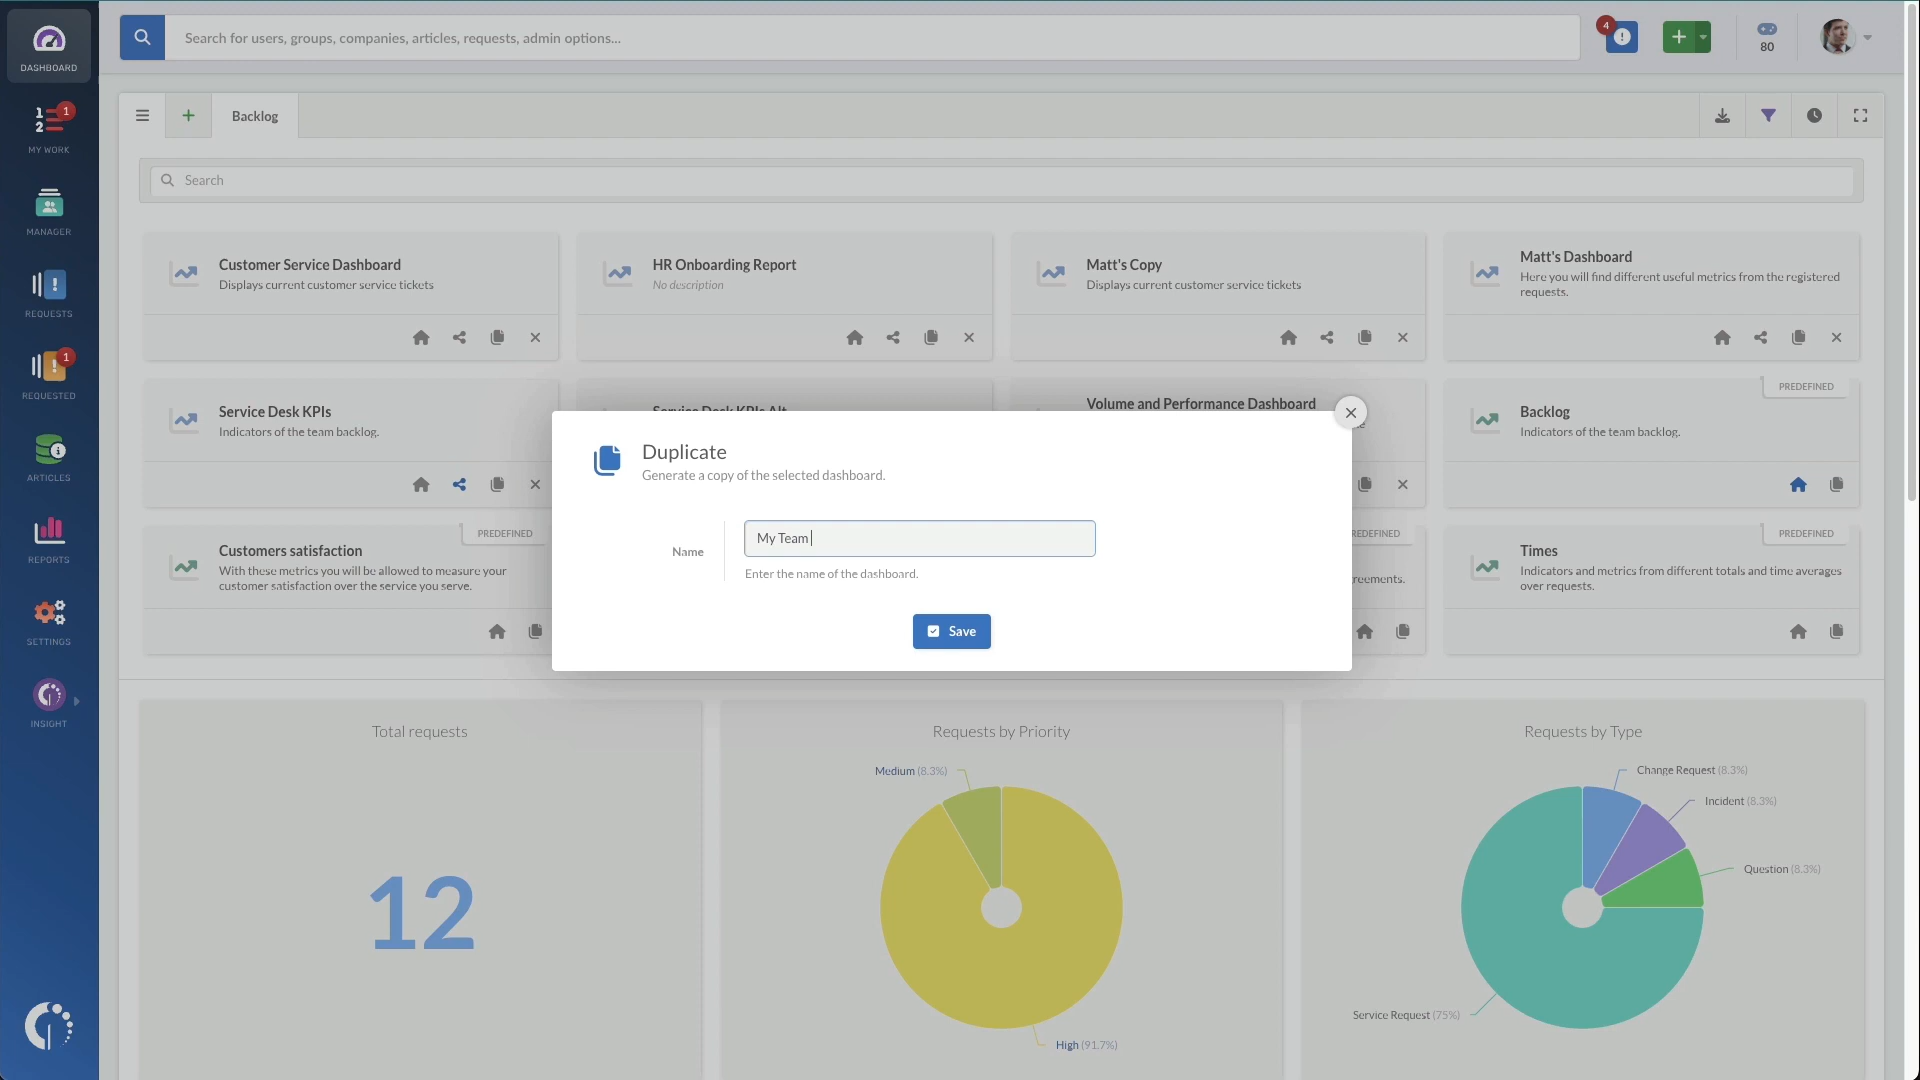 DASHBOARD
1
MY WORK
MANAGER
REQUESTS
1
REQUESTED
ARTICLES
REPORTS
SETTINGS
INSIGHT
Search for users, groups, companies, articles, requests, admin options...
4
80
Backlog
Search
Customer Service Dashboard
Displays current customer service tickets
HR Onboarding Report
No description
Matt's Copy
Displays current customer service tickets
Matt's Dashboard
Here you will find different useful metrics from the registered
requests.
Service Desk KPIs
Indicators of the team backlog.
Service Desk KPIs Alt
Volume and Performance Dashboard
PREDEFINED
Backlog
Indicators of the team backlog.
PREDEFINED
Customers satisfaction
With these metrics you will be allowed to measure your
customer satisfaction over the service you serve.
PREDEFINED
Times
Indicators and metrics from different totals and time averages
over requests.
Duplicate
Generate a copy of the selected dashboard.
Name
My Team
Enter the name of the dashboard.
Save
Total requests
12
Requests by Priority
Medium (8.3%)
High (91.7%)
Requests by Type
Change Request (8.3%)
Incident (8.3%)
Question (8.3%)
Service Request (75%)